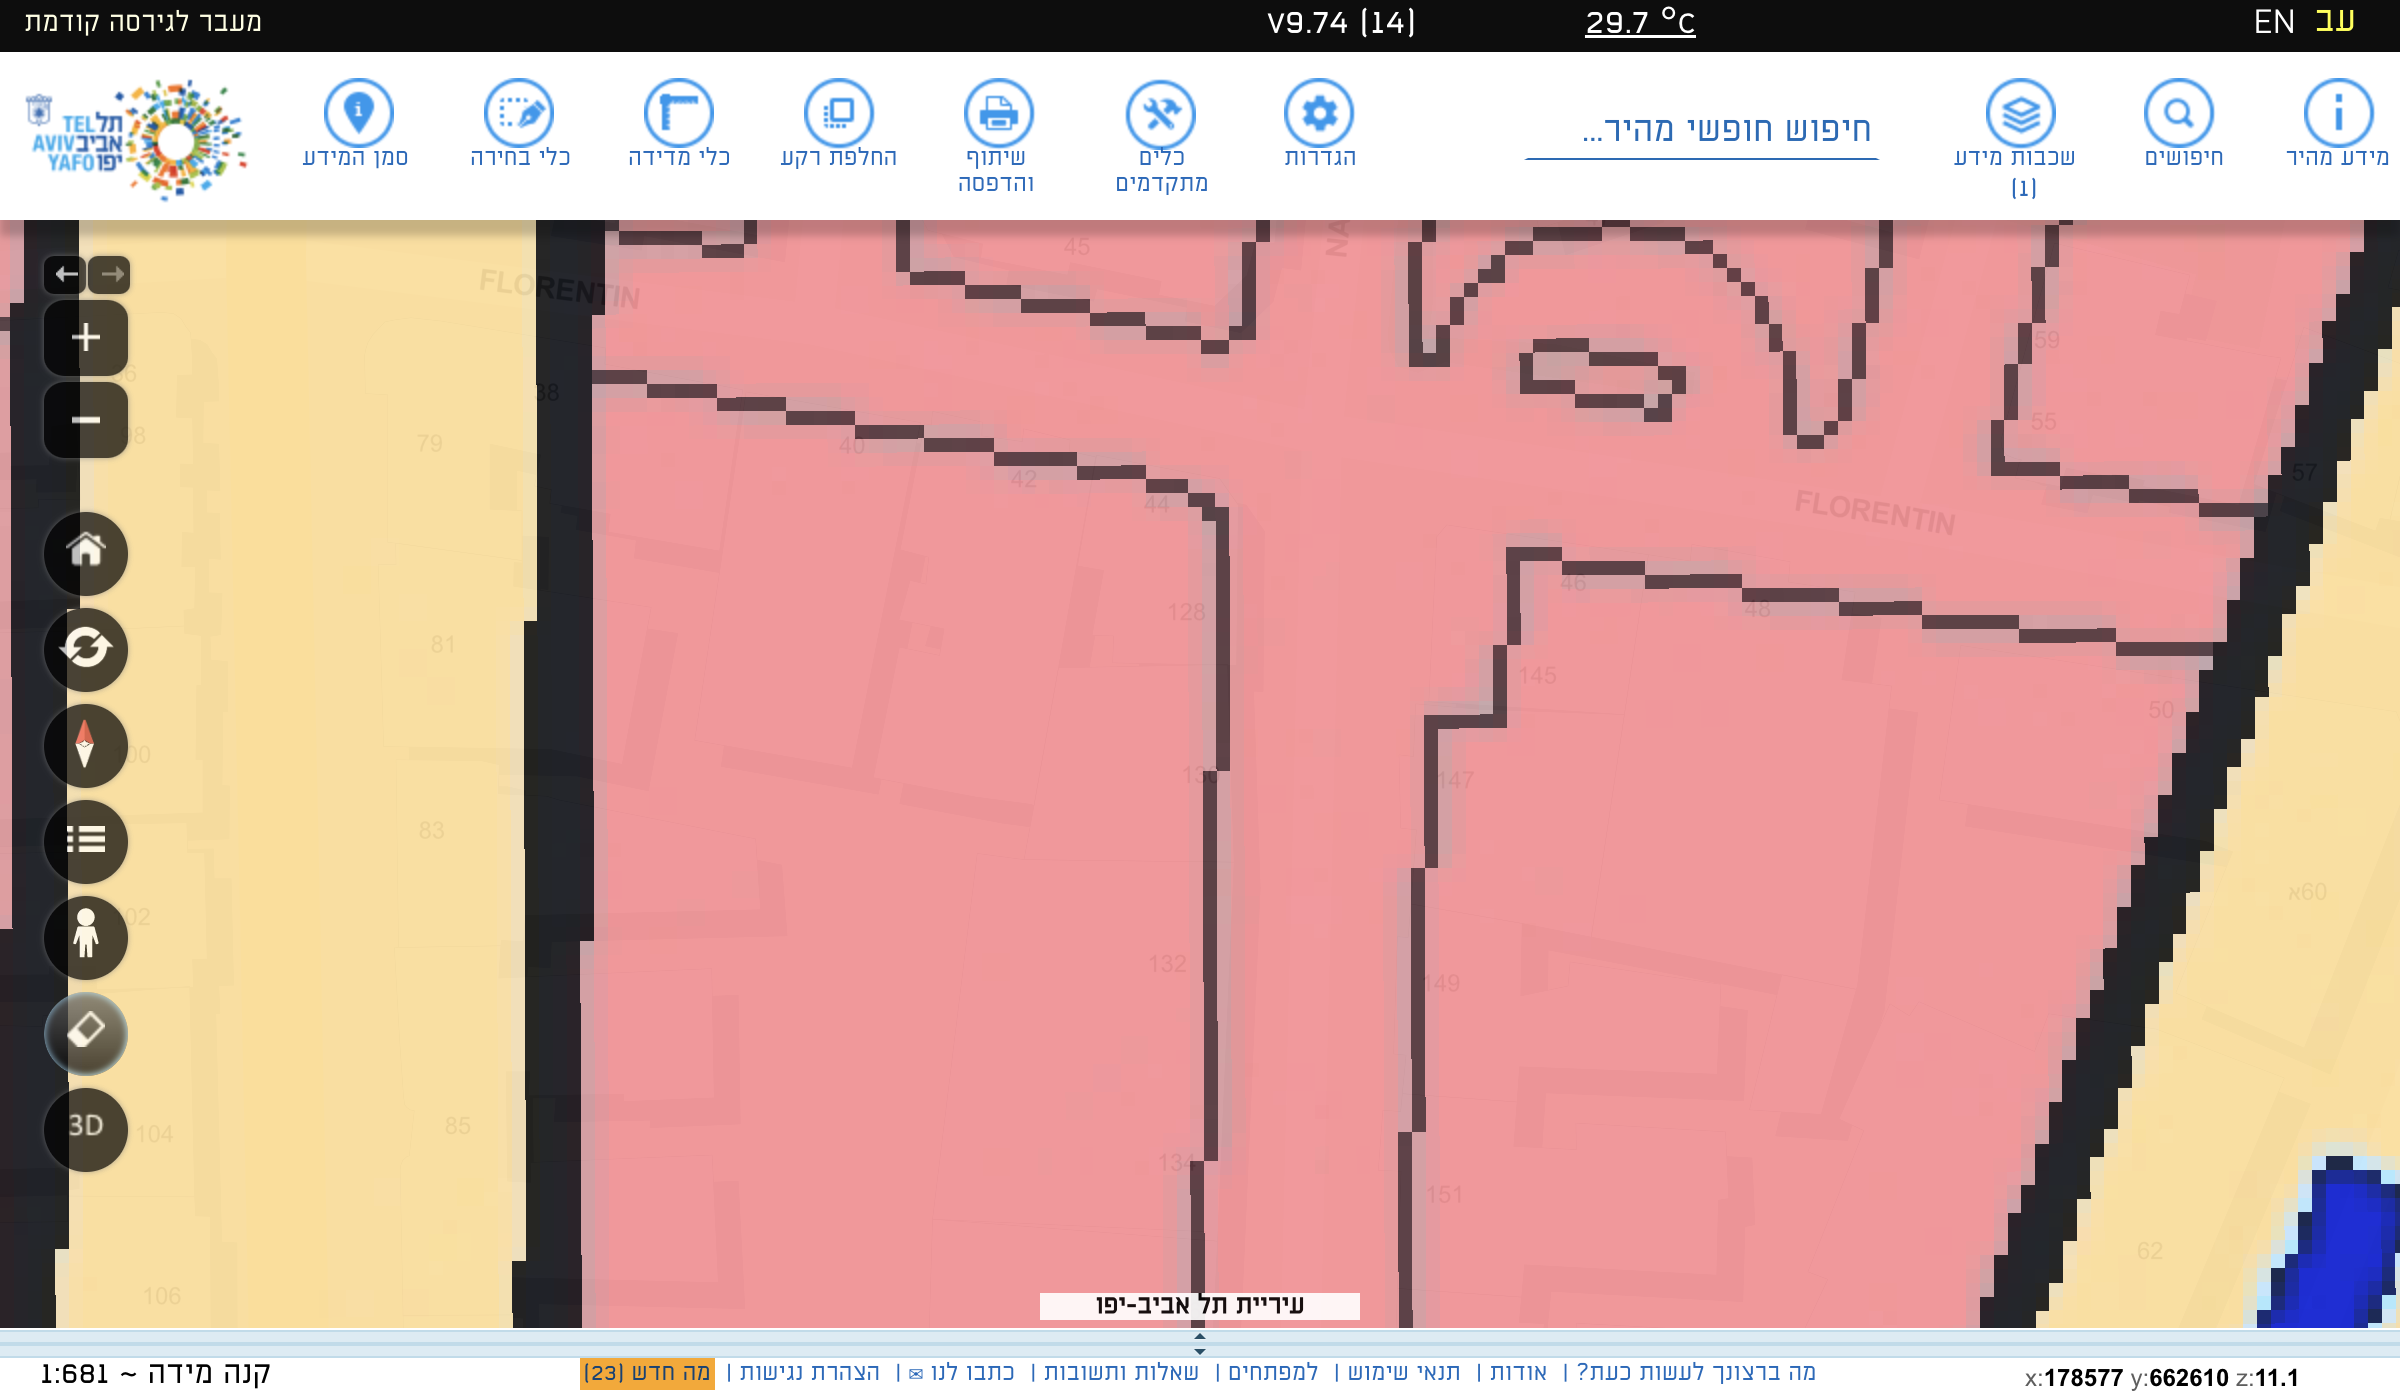 עב EN
29.7 °C
V9.74 (14)
מעבר לגירסה קודמת
מידע מהיר
חיפושים
שכבות מידע
(1)
חיפוש חופשי מהיר...
הגדרות
כלים
מתקדמים
שיתוף
והדפסה
החלפת רקע
כלי מדידה
כלי בחירה
סמן המידע
תל
אביב
יפו
TEL
AVIV
YAFO
FLORENTIN
45
59
55
57
38
40
42
44
79
98
FLORENTIN
46
48
128
145
50
81
130
147
100
83
60א
102
132
149
104
85
134
151
62
106
3D
עיריית תל אביב-יפו
מה ברצונך לעשות כעת? | אודות | תנאי שימוש | למפתחים | שאלות ותשובות | כתבו לנו ✉ | הצהרת נגישות | מה חדש (23)
קנה מידה ~ 1:681
x:178577 y:662610 z:11.1